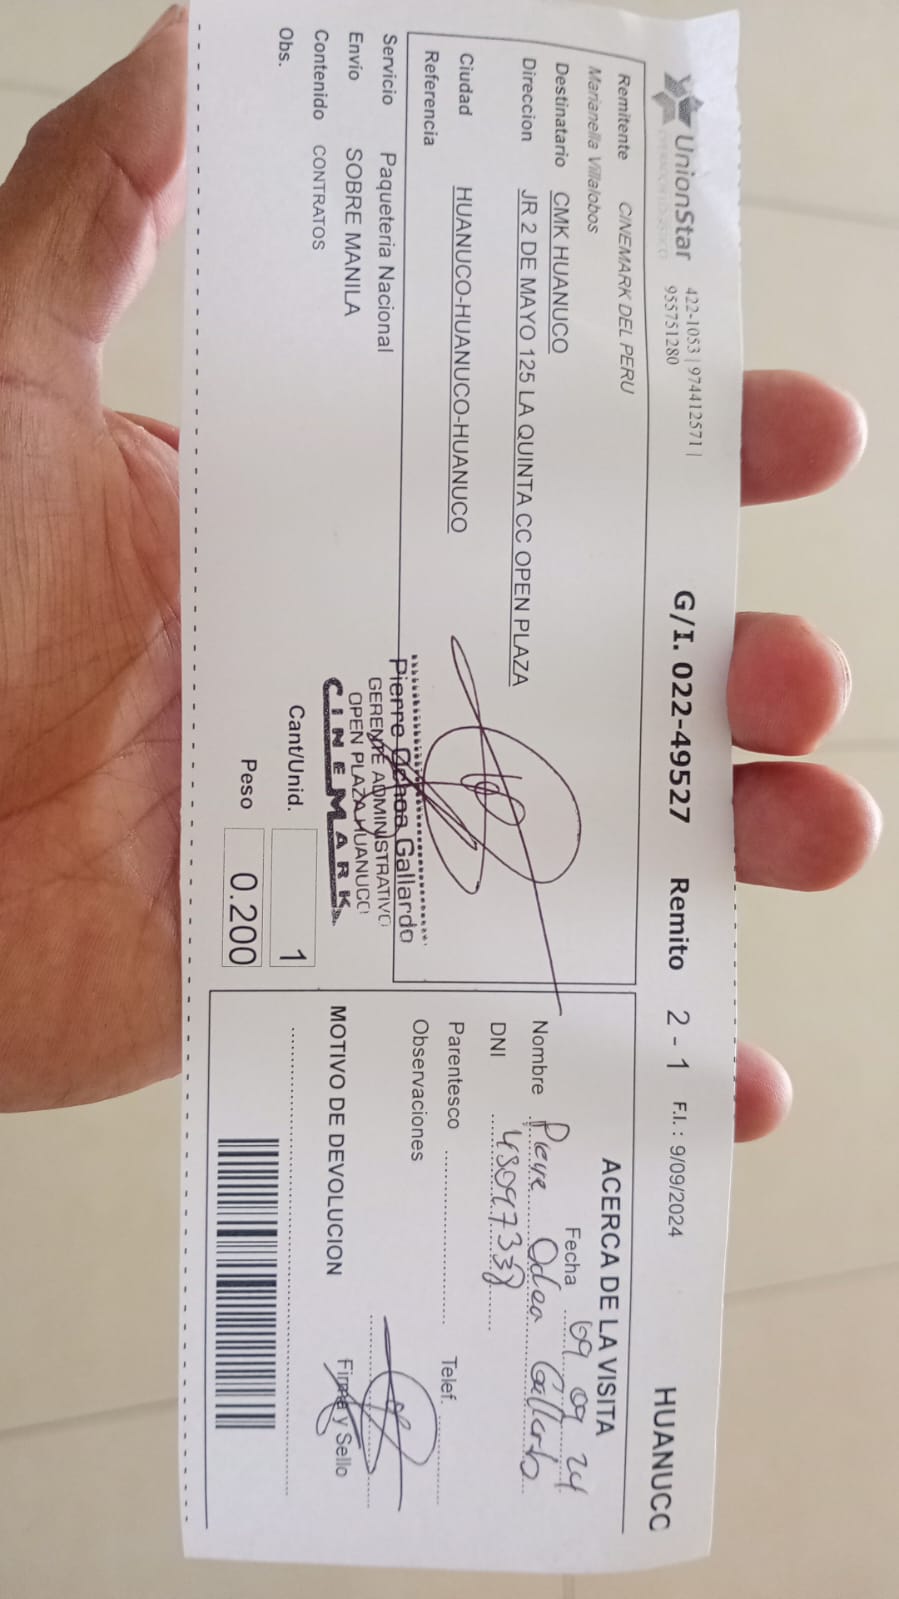 UnionStar
422-1053 | 974412571 |
955751280
G/I. 022-49527 Remito 2 - 1 F.I.: 9/09/2024 HUANUCO
Remitente CINEMARK DEL PERU
Marianella Villalobos
Destinatario CMK HUANUCO
Direccion JR 2 DE MAYO 125 LA QUINTA CC OPEN PLAZA
Ciudad HUANUCO-HUANUCO-HUANUCO
Referencia
Servicio Paqueteria Nacional
Envio SOBRE MANILA
Contenido CONTRATOS
Obs.
Pierre Ochoa Gallardo
GERENTE ADMINISTRATIVO
OPEN PLAZA HUANUCO
CINEMARK
Cant/Unid. 1
Peso 0.200
ACERCA DE LA VISITA
Fecha 09 09 24
Nombre Pierre Ochoa Gallardo
DNI 48097338
Parentesco Telef.
Observaciones
MOTIVO DE DEVOLUCION Firma y Sello